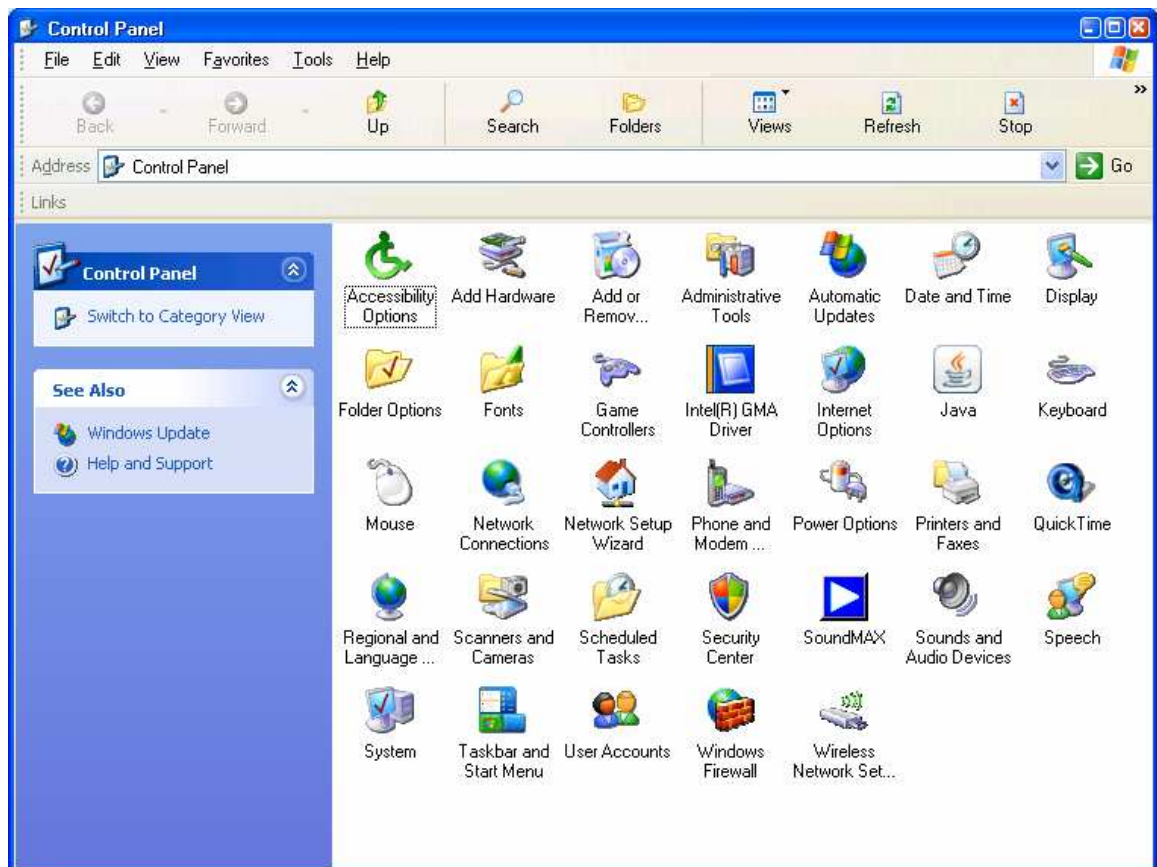 Control Panel
File Edit View Favorites Tools Help
Back Forward Up Search Folders Views Refresh Stop »
Address Control Panel Go
Links
Control Panel
Switch to Category View
See Also
Windows Update
Help and Support
Accessibility Options
Add Hardware
Add or Remov...
Administrative Tools
Automatic Updates
Date and Time
Display
Folder Options
Fonts
Game Controllers
Intel(R) GMA Driver
Internet Options
Java
Keyboard
Mouse
Network Connections
Network Setup Wizard
Phone and Modem ...
Power Options
Printers and Faxes
QuickTime
Regional and Language ...
Scanners and Cameras
Scheduled Tasks
Security Center
SoundMAX
Sounds and Audio Devices
Speech
System
Taskbar and Start Menu
User Accounts
Windows Firewall
Wireless Network Set...